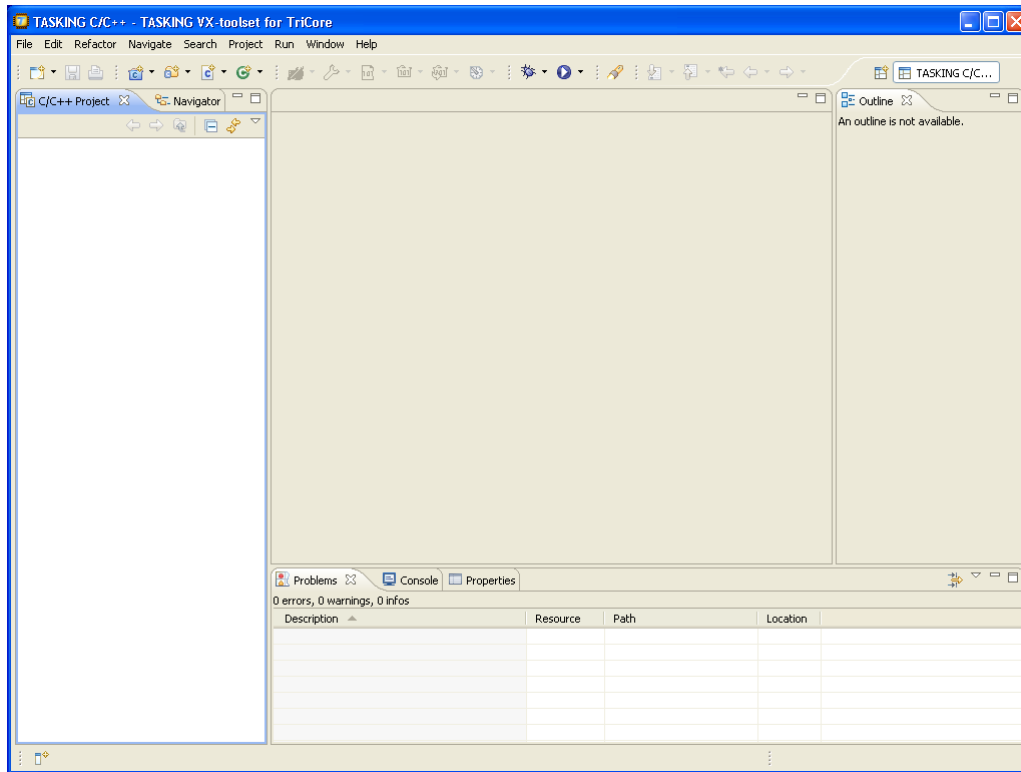 TASKING C/C++ - TASKING VX-toolset for TriCore
File Edit Refactor Navigate Search Project Run Window Help
TASKING C/C...
C/C++ Project Navigator
Outline
An outline is not available.
Problems Console Properties
0 errors, 0 warnings, 0 infos
Description Resource Path Location